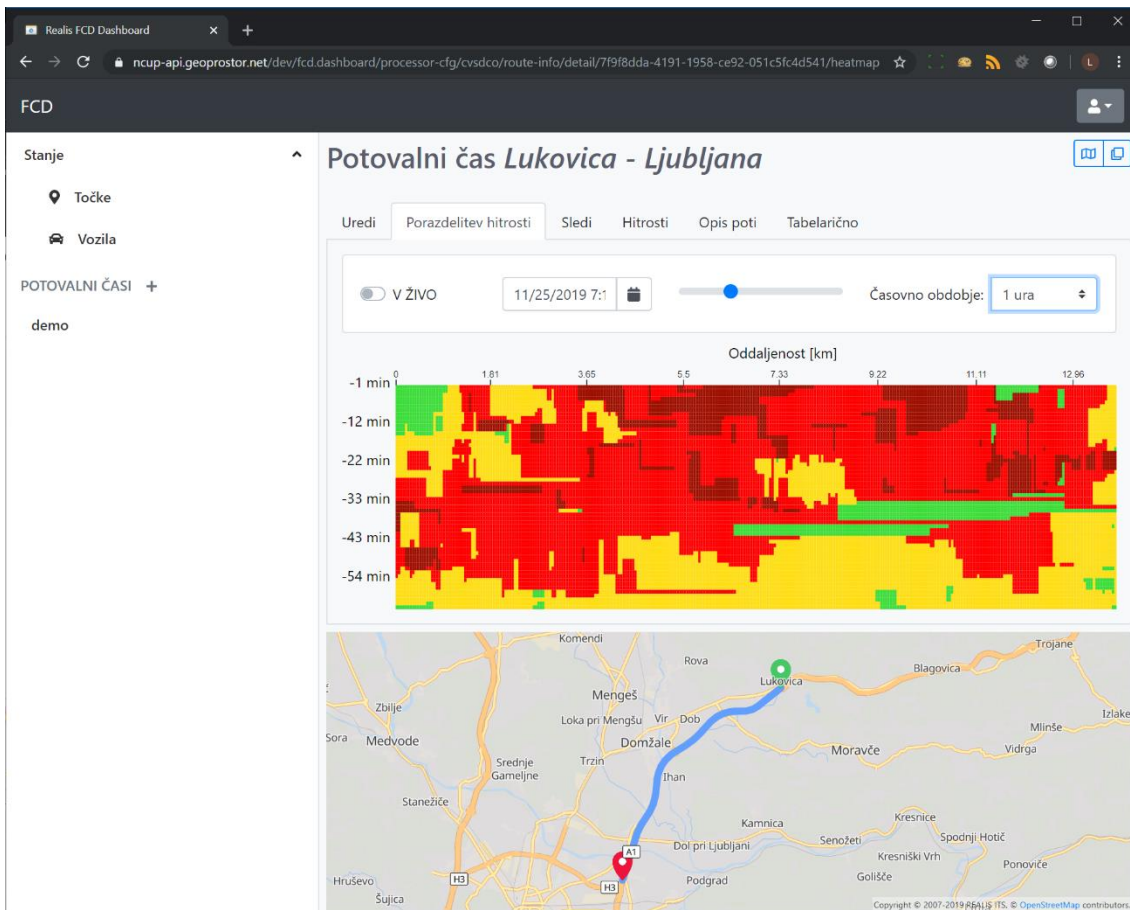 Realis FCD Dashboard
ncup-api.geoprostor.net/dev/fcd.dashboard/processor-cfg/cvsdco/route-info/detail/7f9f8dda-4191-1958-ce92-051c5fc4d541/heatmap
L
FCD
Stanje
Točke
Vozila
POTOVALNI ČASI +
demo
Potovalni čas Lukovica - Ljubljana
Uredi Porazdelitev hitrosti Sledi Hitrosti Opis poti Tabelarično
V ŽIVO 11/25/2019 7:1 Časovno obdobje: 1 ura
Oddaljenost [km]
0 1.81 3.65 5.5 7.33 9.22 11.11 12.96
-1 min
-12 min
-22 min
-33 min
-43 min
-54 min
Komendi
Trojane
Rova
Blagovica
Lukovica
Mengeš
Zbilje
Izlake
Loka pri Mengšu Vir Dob
Mlinše
Sora Medvode
Domžale
Moravče
Vidrga
Srednje
Gameljne
Trzin
Ihan
Stanežiče
Kamnica
Kresnice
Senožeti
Spodnji Hotič
A1
Dol pri Ljubljani
Kresniški Vrh
Ponoviče
Hruševo
H3
H3
Podgrad
Golišče
Šujica
Copyright © 2007-2019 REALIS ITS, © OpenStreetMap contributors.